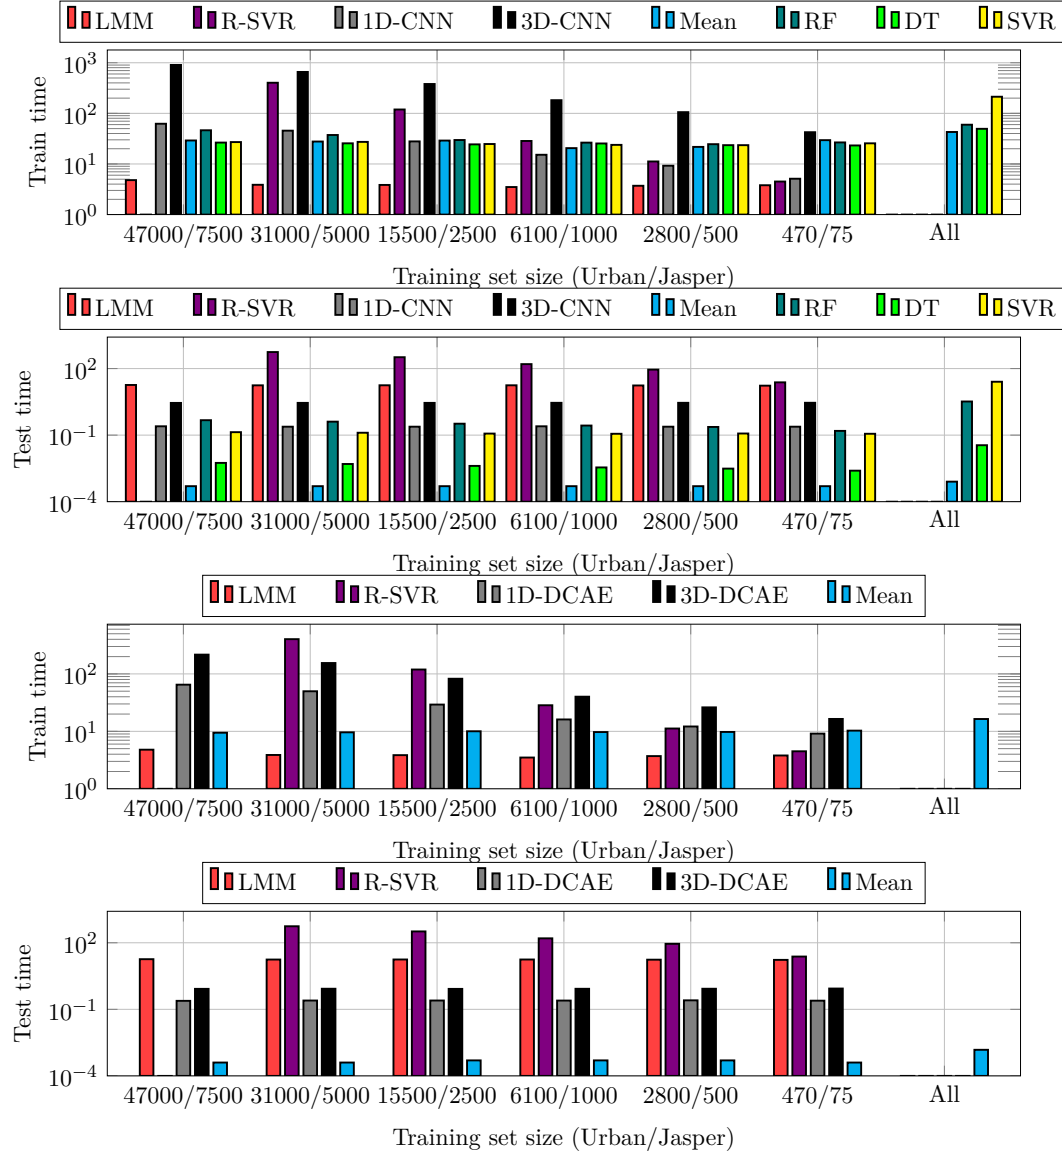 LMM R-SVR 1D-CNN 3D-CNN Mean RF DT SVR
10^3
10^2
10^1
10^0
Train time
47000/7500 31000/5000 15500/2500 6100/1000 2800/500 470/75 All
Training set size (Urban/Jasper)
LMM R-SVR 1D-CNN 3D-CNN Mean RF DT SVR
10^2
10^-1
10^-4
Test time
47000/7500 31000/5000 15500/2500 6100/1000 2800/500 470/75 All
Training set size (Urban/Jasper)
LMM R-SVR 1D-DCAE 3D-DCAE Mean
10^2
10^1
10^0
Train time
47000/7500 31000/5000 15500/2500 6100/1000 2800/500 470/75 All
Training set size (Urban/Jasper)
LMM R-SVR 1D-DCAE 3D-DCAE Mean
10^2
10^-1
10^-4
Test time
47000/7500 31000/5000 15500/2500 6100/1000 2800/500 470/75 All
Training set size (Urban/Jasper)